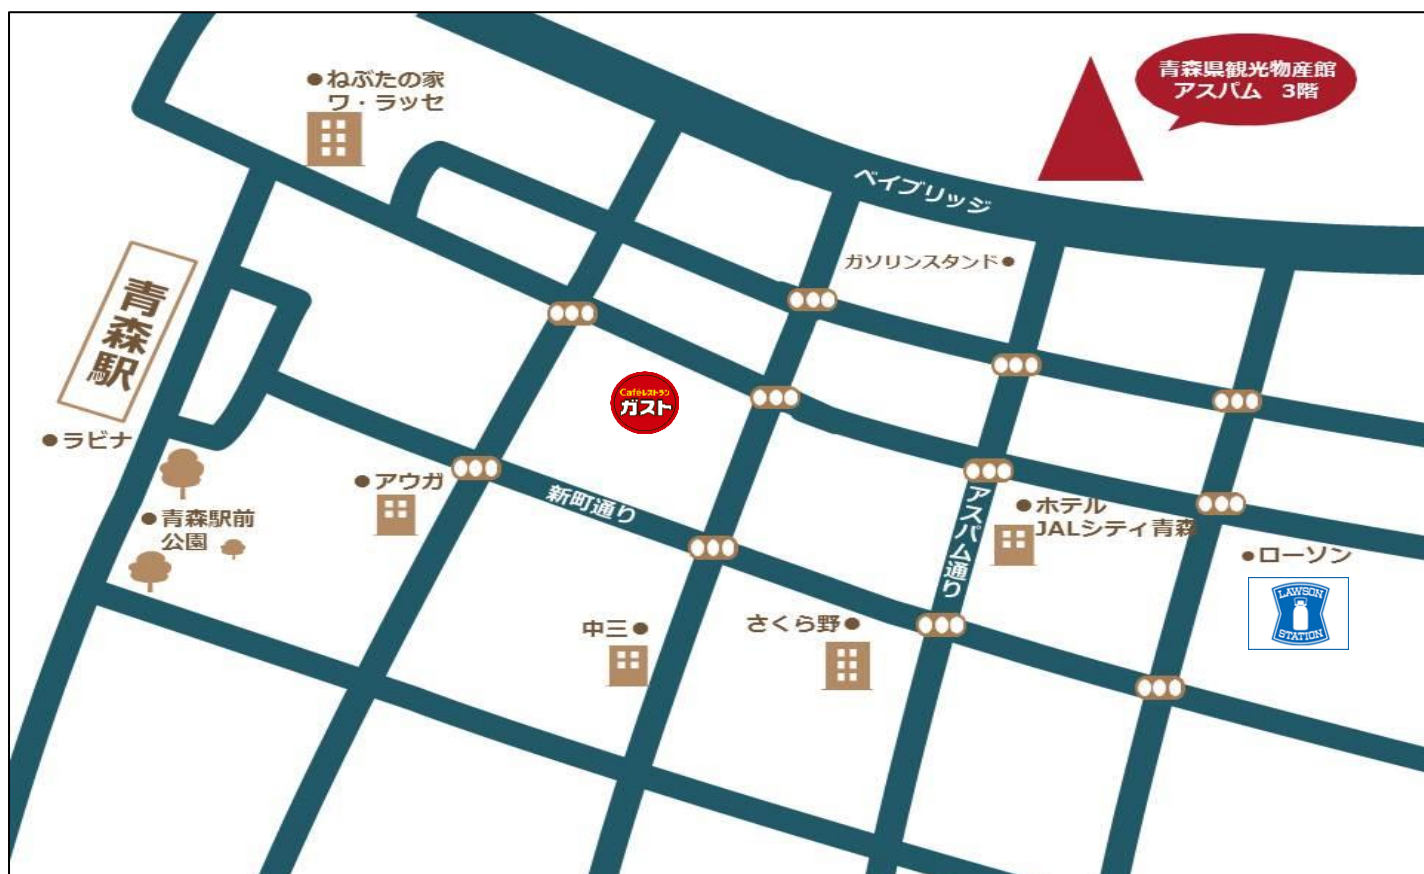 ねぶたの家
ワ・ラッセ
青森県観光物産館
アスパム 3階
ベイブリッジ
ガソリンスタンド
青森駅
ラビナ
Caféレストラン
ガスト
アウガ
新町通り
青森駅前
公園
アスパム通り
ホテル
JALシティ青森
ローソン
LAWSON
STATION
中三
さくら野